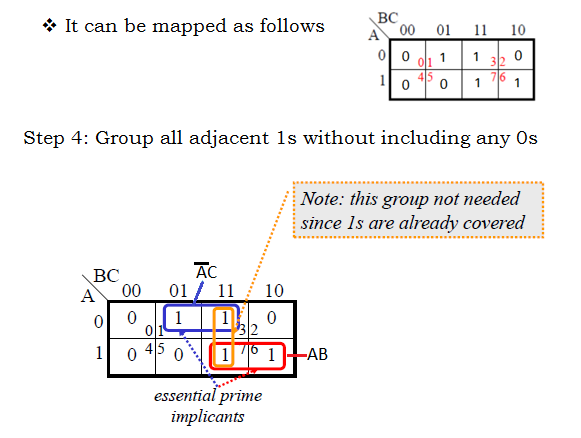 ❖ It can be mapped as follows
BC
A
00 01 11 10
0 0 0 1 1 1 3 2 0
1 0 4 5 0 1 7 6 1
Step 4: Group all adjacent 1s without including any 0s
Note: this group not needed
since 1s are already covered
A̅C
BC
A
00 01 11 10
0 0 0 1 1 1 3 2 0
1 0 4 5 0 1 7 6 1
AB
essential prime
implicants